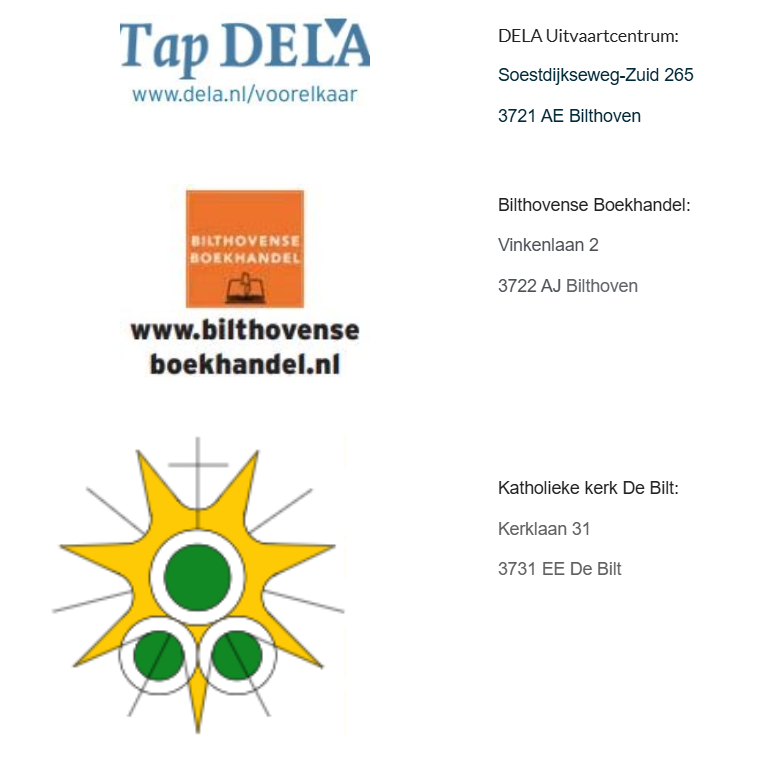 Tap DELA
www.dela.nl/voorelkaar
DELA Uitvaartcentrum:
Soestdijkseweg-Zuid 265
3721 AE Bilthoven
BILTHOVENSE
BOEKHANDEL
www.bilthovense
boekhandel.nl
Bilthovense Boekhandel:
Vinkenlaan 2
3722 AJ Bilthoven
Katholieke kerk De Bilt:
Kerklaan 31
3731 EE De Bilt